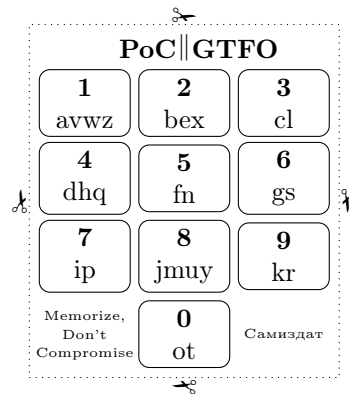 PoC||GTFO
1 2 3
avwz bex cl
4 5 6
dhq fn gs
7 8 9
ip jmuy kr
Memorize,
Don't
Compromise
0
ot
Самиздат